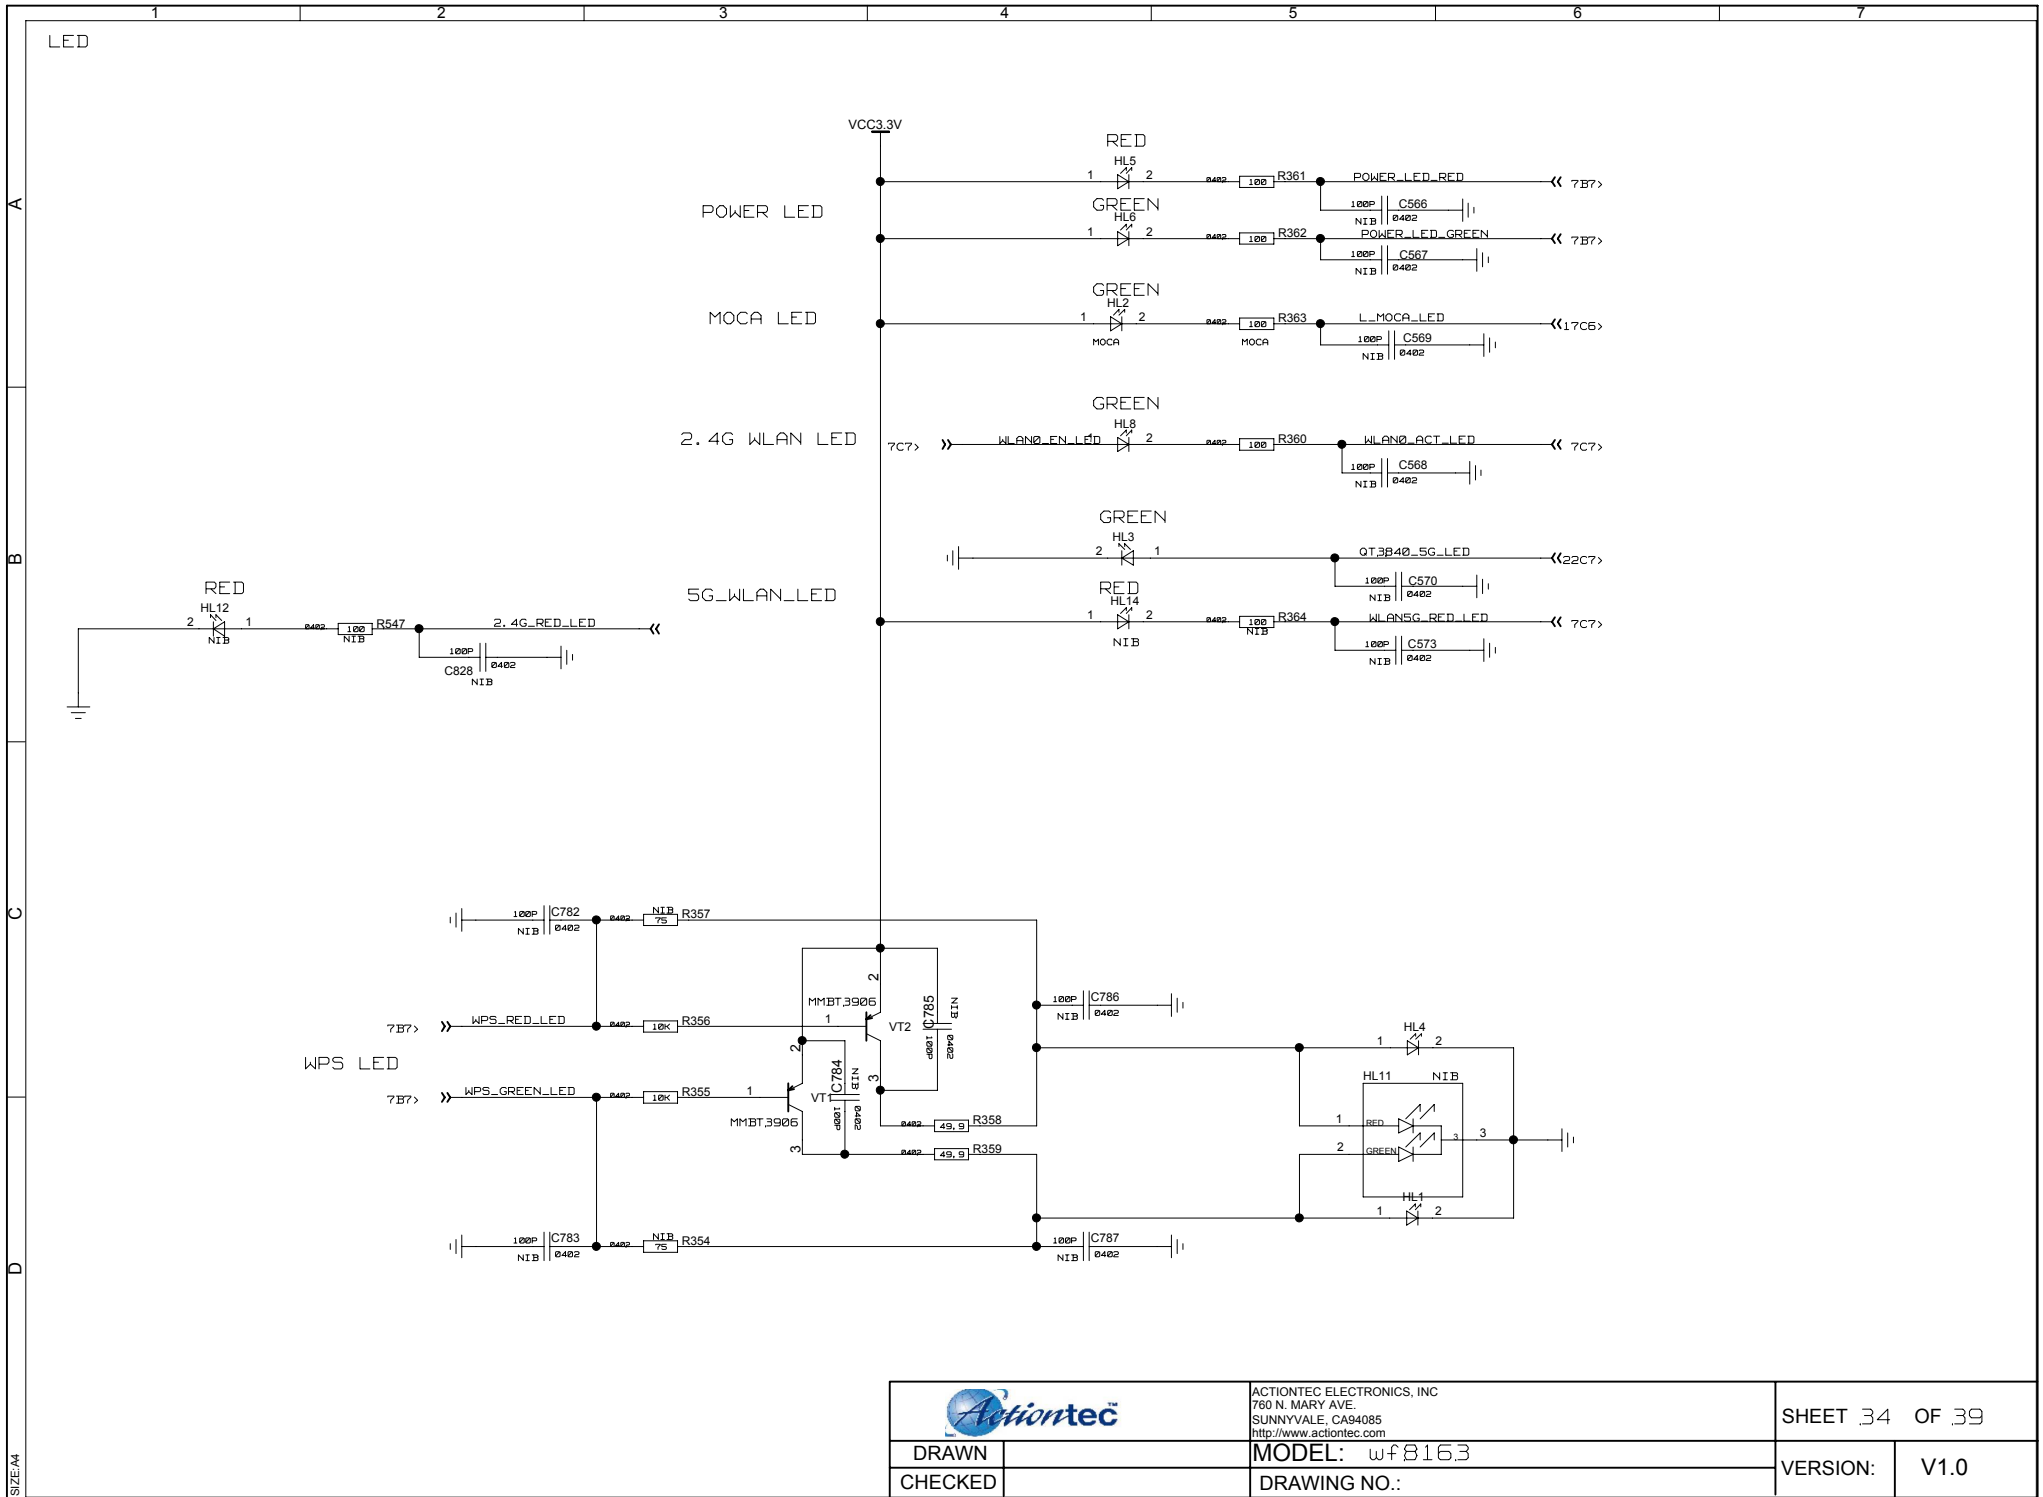 1 2 3 4 5 6 7
LED
A
B
C
D
SIZE:A4
VCC3.3V
POWER LED
RED
HL5
1 2 0402 100 R361 POWER_LED_RED 7B7>
100P C566
NIB 0402
GREEN
HL6
1 2 0402 100 R362 POWER_LED_GREEN 7B7>
100P C567
NIB 0402
MOCA LED
GREEN
HL2
1 2 0402 100 R363 L_MOCA_LED 17C6>
MOCA MOCA
100P C569
NIB 0402
2.4G WLAN LED
GREEN
HL8
7C7> WLAN0_EN_LED 1 2 0402 100 R360 WLAN0_ACT_LED 7C7>
100P C568
NIB 0402
GREEN
HL3
2 1 QT3840_5G_LED 22C7>
100P C570
NIB 0402
5G_WLAN_LED
RED
HL14
1 2 0402 100 R364 WLAN5G_RED_LED 7C7>
NIB NIB
100P C573
NIB 0402
RED
HL12
2 1 0402 100 R547 2.4G_RED_LED
NIB NIB
100P
C828 0402
NIB
100P C782 0402 NIB 75 R357
NIB 0402
7B7> WPS_RED_LED 0402 10K R356 1
MMBT3906
VT2
2
3
C785 NIB 100P 0402
WPS LED
7B7> WPS_GREEN_LED 0402 10K R355 1
MMBT3906
VT1
2
3
C784 NIB 100P 0402
0402 49.9 R358
0402 49.9 R359
100P C786
NIB 0402
HL4
1 2
HL11 NIB
1 RED
2 GREEN
3 3
HL1
1 2
100P C783 0402 NIB 75 R354
NIB 0402
100P C787
NIB 0402
Actiontec™
ACTIONTEC ELECTRONICS, INC
760 N. MARY AVE.
SUNNYVALE, CA94085
http://www.actiontec.com
SHEET 34 OF 39
DRAWN
MODEL: wf8163
CHECKED
DRAWING NO.:
VERSION: V1.0